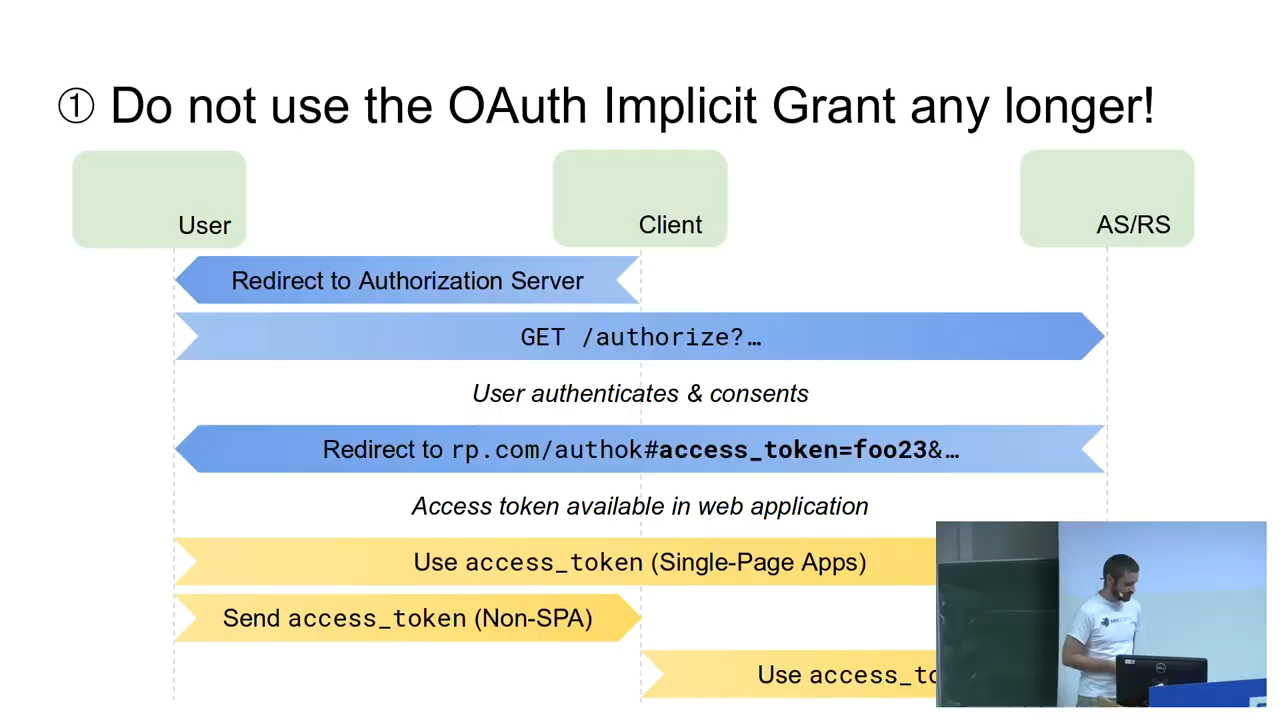 ① Do not use the OAuth Implicit Grant any longer!
User
Client
AS/RS
Redirect to Authorization Server
GET /authorize?…
User authenticates & consents
Redirect to rp.com/authok#access_token=foo23&…
Access token available in web application
Use access_token (Single-Page Apps)
Send access_token (Non-SPA)
Use